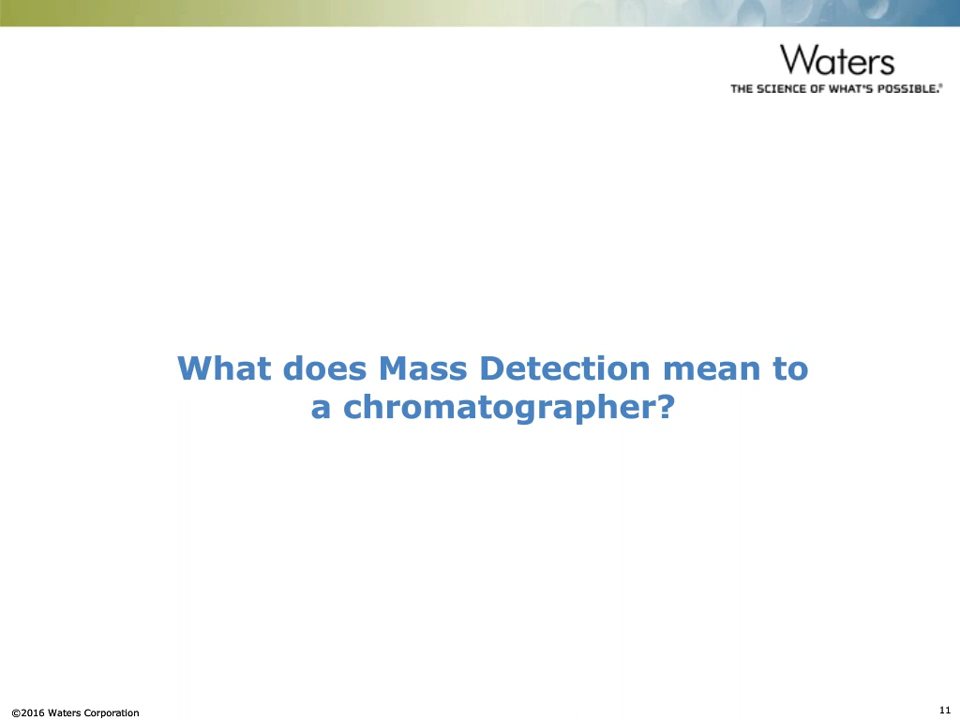 Waters
THE SCIENCE OF WHAT'S POSSIBLE.®
What does Mass Detection mean to
a chromatographer?
©2016 Waters Corporation
11